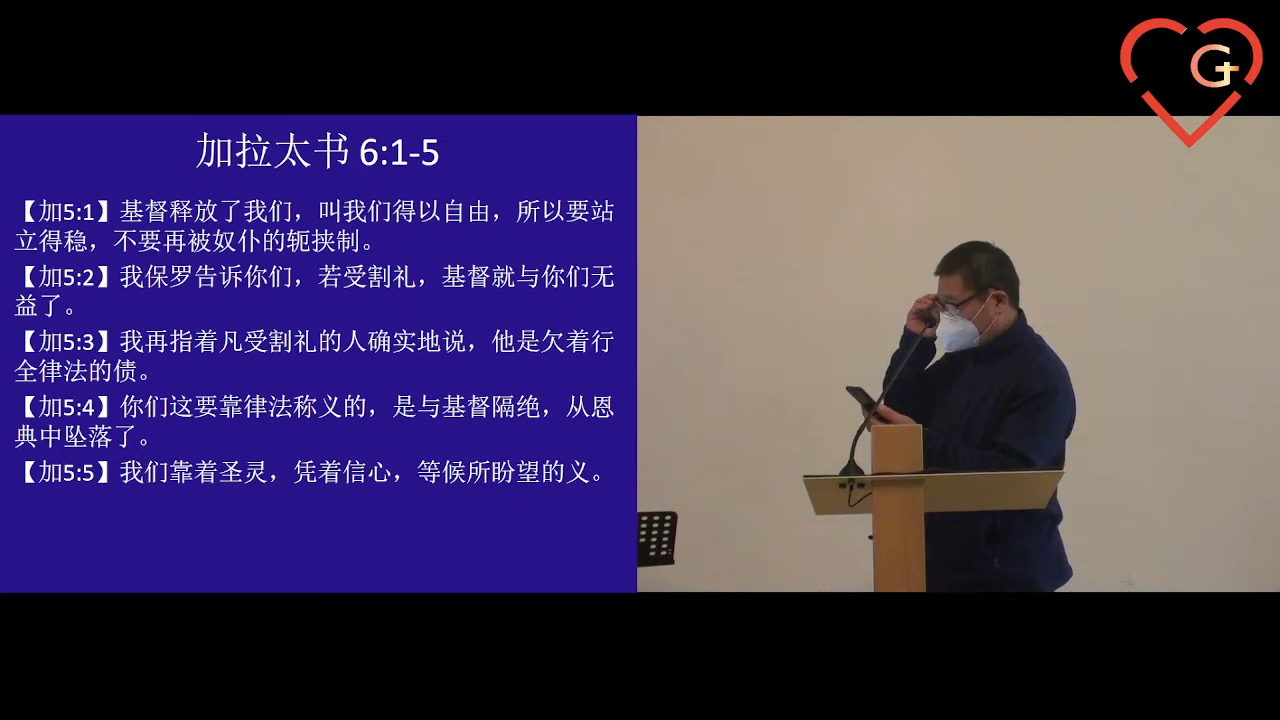 加拉太书 6:1-5
【加5:1】基督释放了我们，叫我们得以自由，所以要站
立得稳，不要再被奴仆的轭挟制。
【加5:2】我保罗告诉你们，若受割礼，基督就与你们无
益了。
【加5:3】我再指着凡受割礼的人确实地说，他是欠着行
全律法的债。
【加5:4】你们这要靠律法称义的，是与基督隔绝，从恩
典中坠落了。
【加5:5】我们靠着圣灵，凭着信心，等候所盼望的义。
G